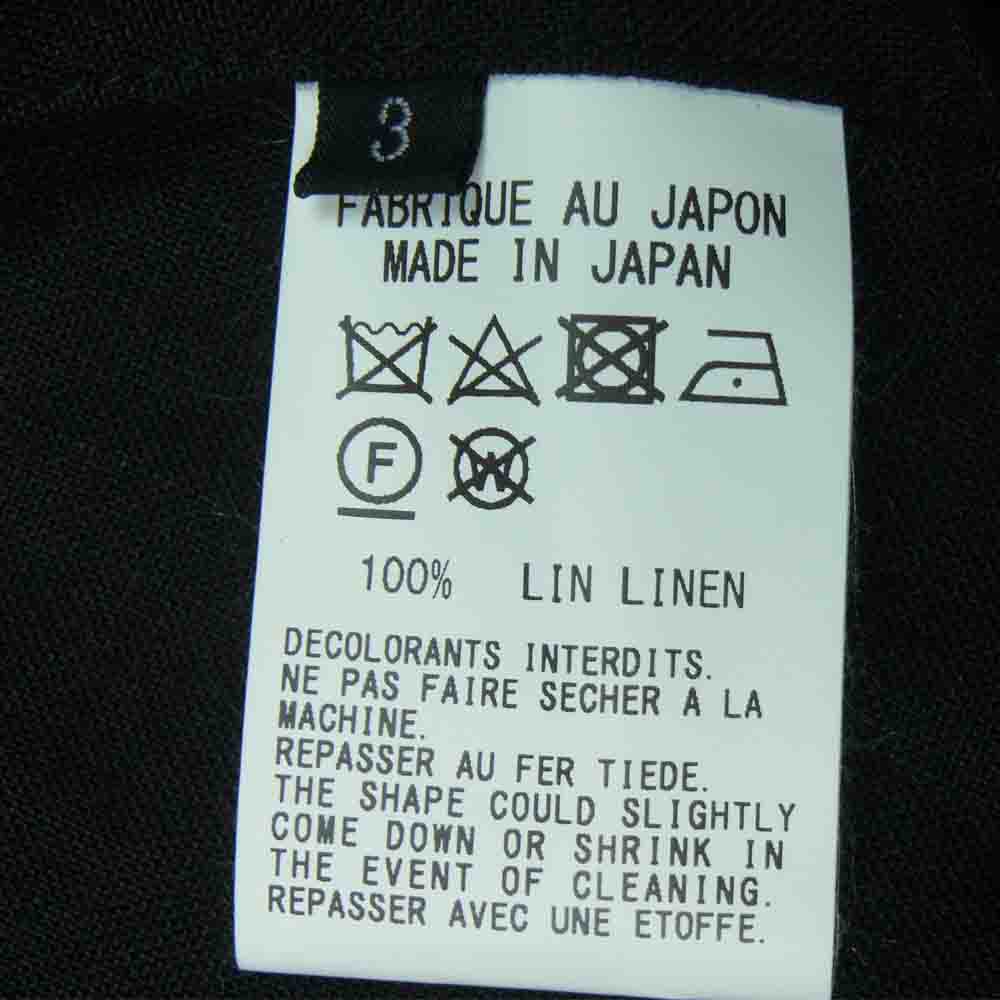 3
FABRIQUE AU JAPON
MADE IN JAPAN
F W
100% LIN LINEN
DECOLORANTS INTERDITS.
NE PAS FAIRE SECHER A LA
MACHINE.
REPASSER AU FER TIEDE.
THE SHAPE COULD SLIGHTLY
COME DOWN OR SHRINK IN
THE EVENT OF CLEANING.
REPASSER AVEC UNE ETOFFE.